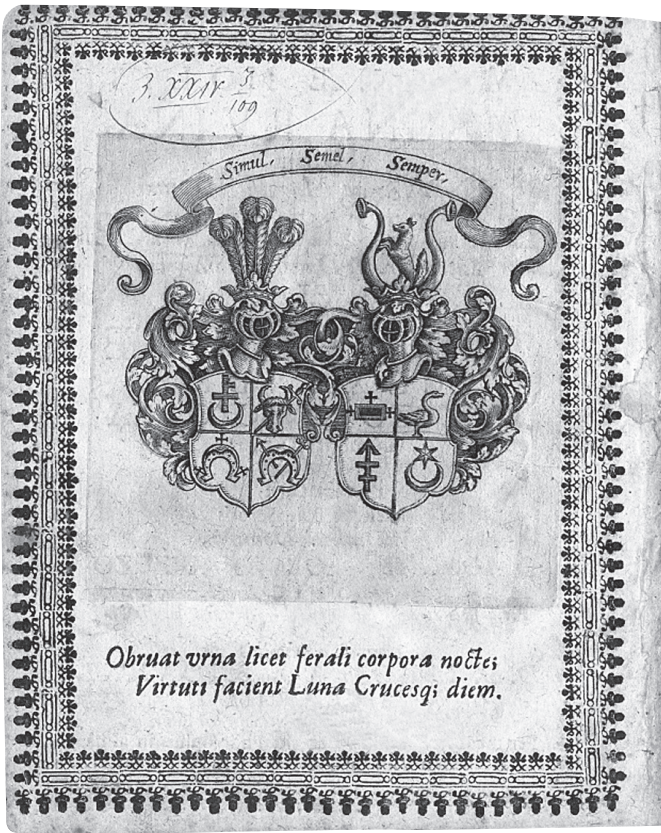 3. XXIV. 3/109
Simul, Semel, Semper,
Obruat vrna licet ferali corpora nocte;
Virtuti facient Luna Crucesq; diem.